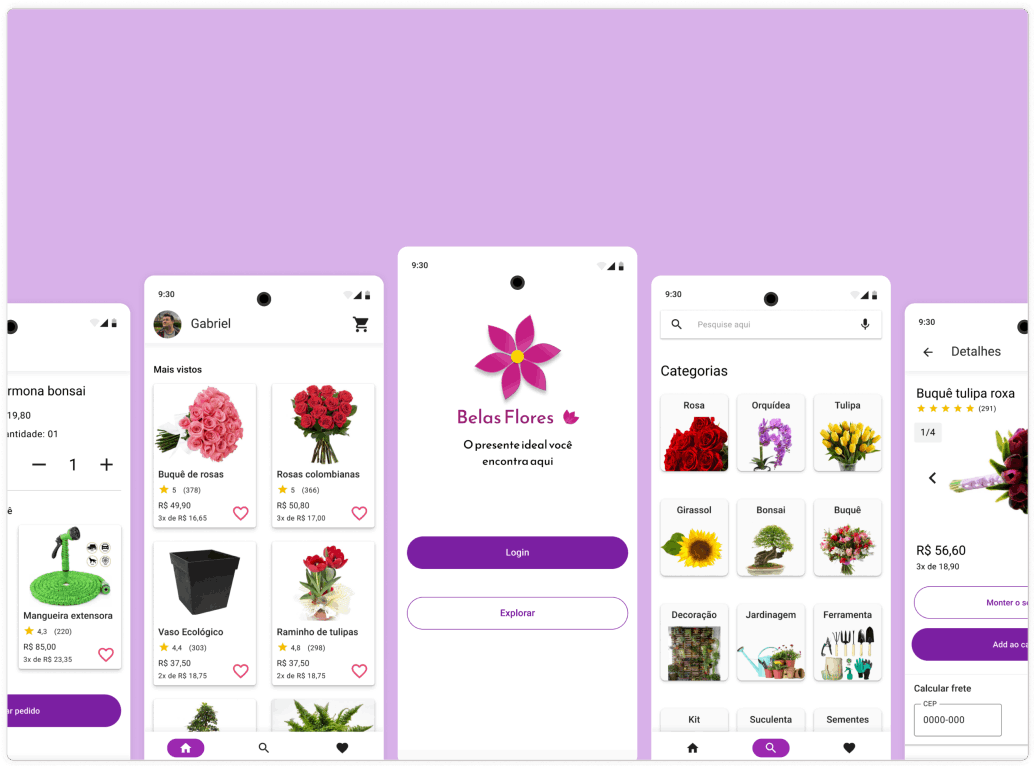 9:30
Belas Flores
O presente ideal você
encontra aqui
Login
Explorar
9:30
Gabriel
Mais vistos
Buquê de rosas
5 (378)
R$ 49,90
3x de R$ 16,65
Rosas colombianas
5 (366)
R$ 50,80
3x de R$ 17,00
Vaso Ecológico
4,4 (303)
R$ 37,50
2x de R$ 18,75
Raminho de tulipas
4,8 (298)
R$ 37,50
2x de R$ 18,75
9:30
Pesquise aqui
Categorias
Rosa
Orquídea
Tulipa
Girassol
Bonsai
Buquê
Decoração
Jardinagem
Ferramenta
Kit
Suculenta
Sementes
rmona bonsai
19,80
antidade: 01
1
ê
Mangueira extensora
4,3 (220)
R$ 85,00
3x de R$ 23,35
ar pedido
9:30
Detalhes
Buquê tulipa roxa
(291)
1/4
R$ 56,60
3x de 18,90
Monter o se
Add ao ca
Calcular frete
CEP
0000-000